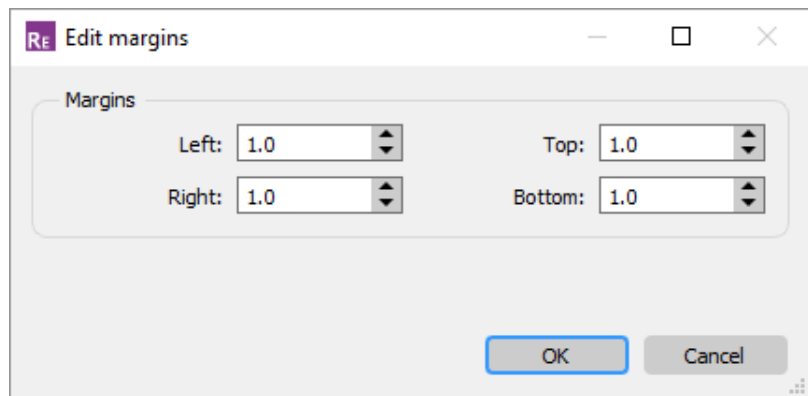 RE Edit margins
Margins
Left: 1.0 Top: 1.0
Right: 1.0 Bottom: 1.0
OK Cancel